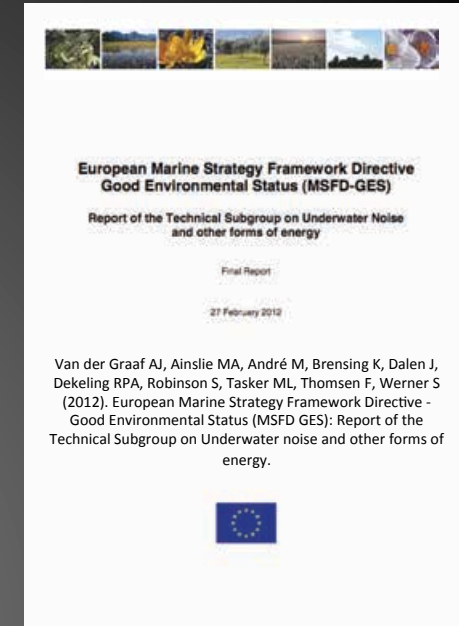 European Marine Strategy Framework Directive
Good Environmental Status (MSFD-GES)
Report of the Technical Subgroup on Underwater Noise
and other forms of energy
Final Report
27 February 2012
Van der Graaf AJ, Ainslie MA, André M, Brensing K, Dalen J,
Dekeling RPA, Robinson S, Tasker ML, Thomsen F, Werner S
(2012). European Marine Strategy Framework Directive -
Good Environmental Status (MSFD GES): Report of the
Technical Subgroup on Underwater noise and other forms of
energy.